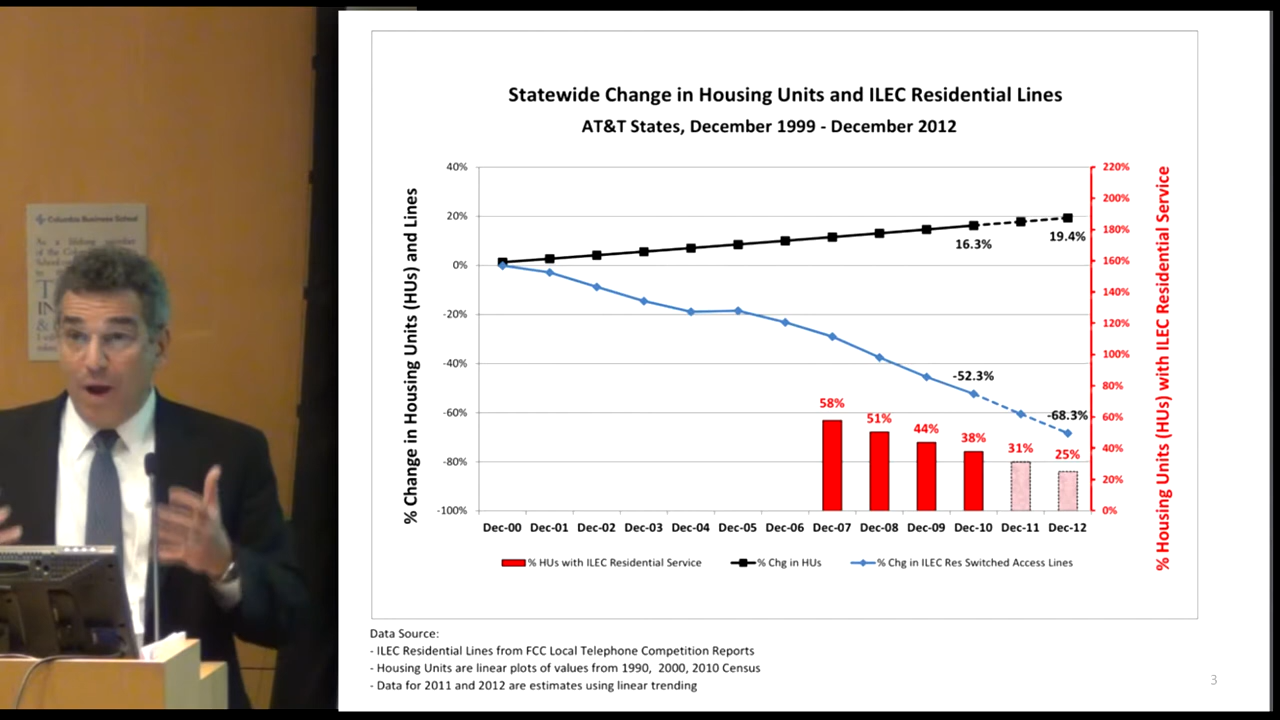 Columbia Business School
Statewide Change in Housing Units and ILEC Residential Lines
AT&T States, December 1999 - December 2012
% Change in Housing Units (HUs) and Lines
40%
20%
0%
-20%
-40%
-60%
-80%
-100%
220%
200%
180%
160%
140%
120%
100%
80%
60%
40%
20%
0%
% Housing Units (HUs) with ILEC Residential Service
16.3%
19.4%
-52.3%
-68.3%
58%
51%
44%
38%
31%
25%
Dec-00 Dec-01 Dec-02 Dec-03 Dec-04 Dec-05 Dec-06 Dec-07 Dec-08 Dec-09 Dec-10 Dec-11 Dec-12
% HUs with ILEC Residential Service % Chg in HUs % Chg in ILEC Res Switched Access Lines
Data Source:
- ILEC Residential Lines from FCC Local Telephone Competition Reports
- Housing Units are linear plots of values from 1990, 2000, 2010 Census
- Data for 2011 and 2012 are estimates using linear trending
3